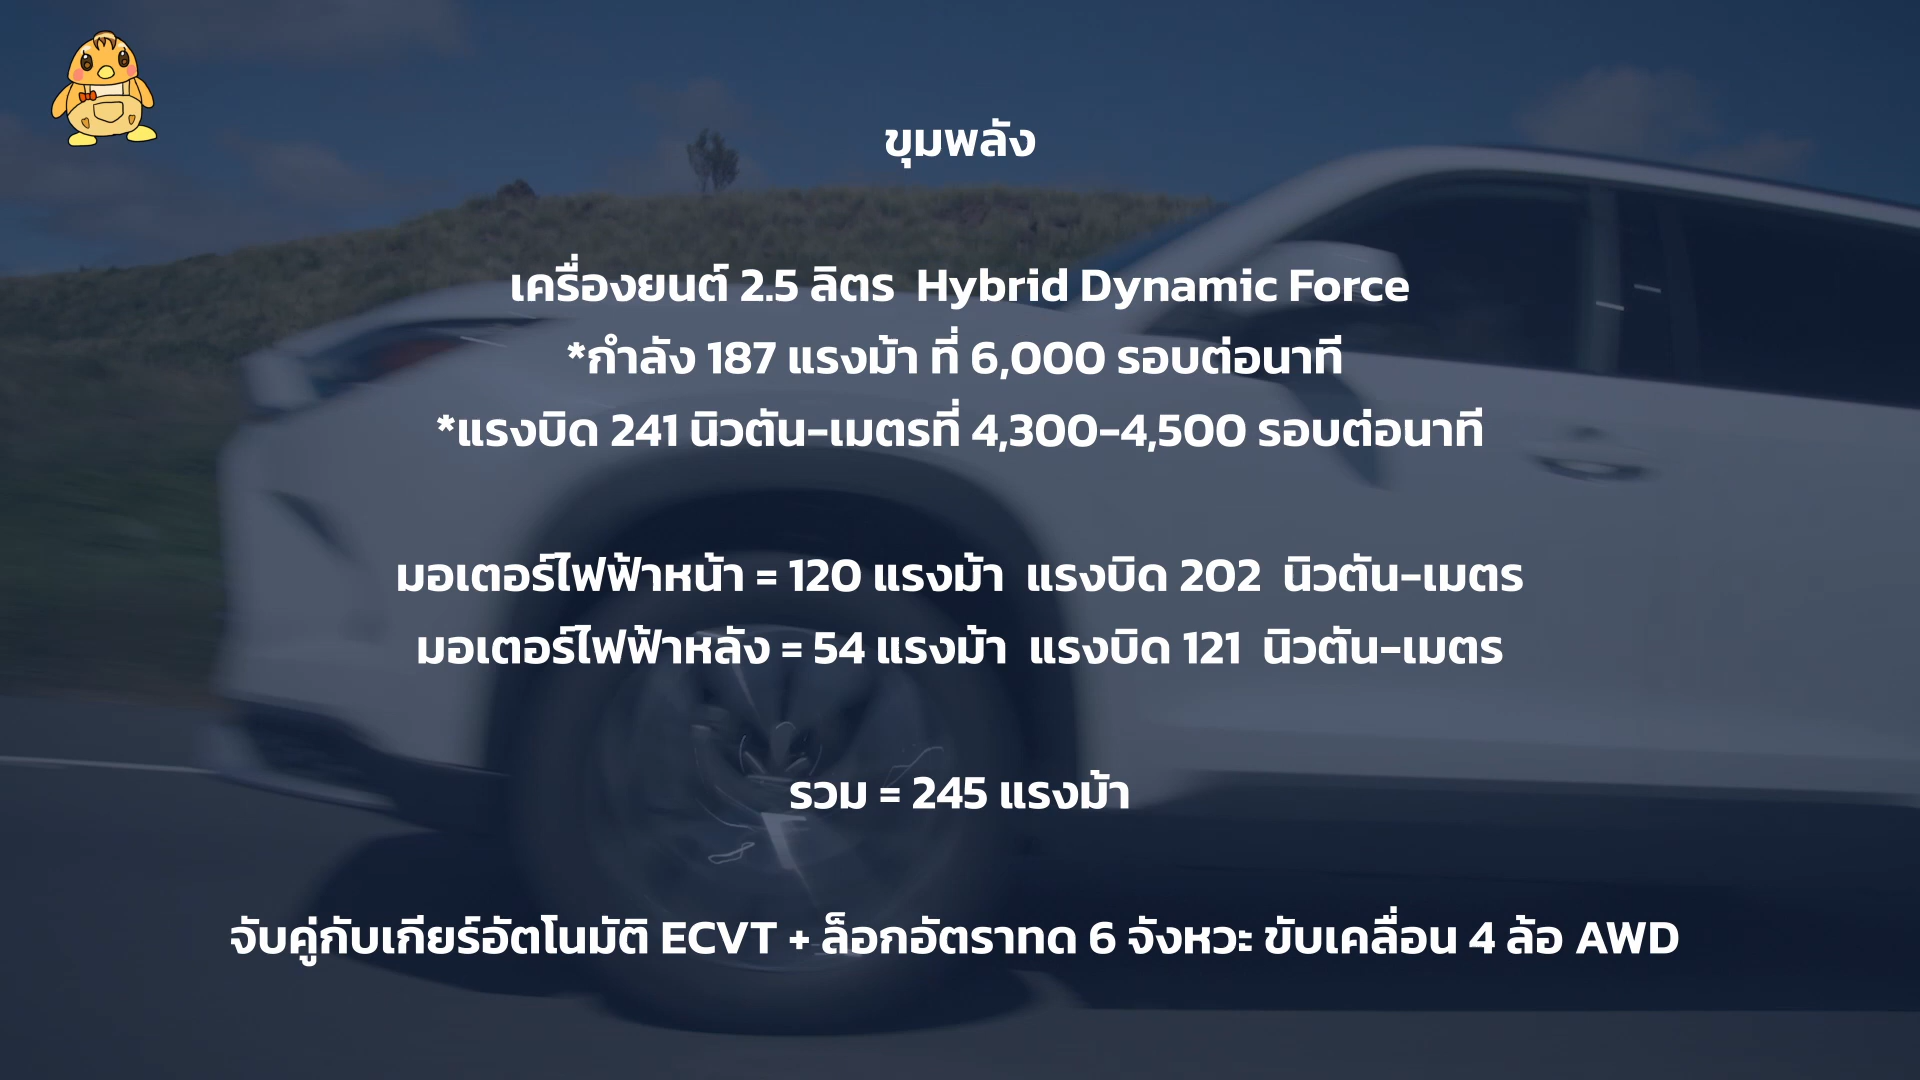 ขุมพลัง
เครื่องยนต์ 2.5 ลิตร  Hybrid Dynamic Force
*กำลัง 187 แรงม้า ที่ 6,000 รอบต่อนาที
*แรงบิด 241 นิวตัน-เมตรที่ 4,300-4,500 รอบต่อนาที
มอเตอร์ไฟฟ้าหน้า = 120 แรงม้า  แรงบิด 202  นิวตัน-เมตร
มอเตอร์ไฟฟ้าหลัง = 54 แรงม้า  แรงบิด 121  นิวตัน-เมตร
รวม = 245 แรงม้า
จับคู่กับเกียร์อัตโนมัติ ECVT + ล็อกอัตราทด 6 จังหวะ ขับเคลื่อน 4 ล้อ AWD